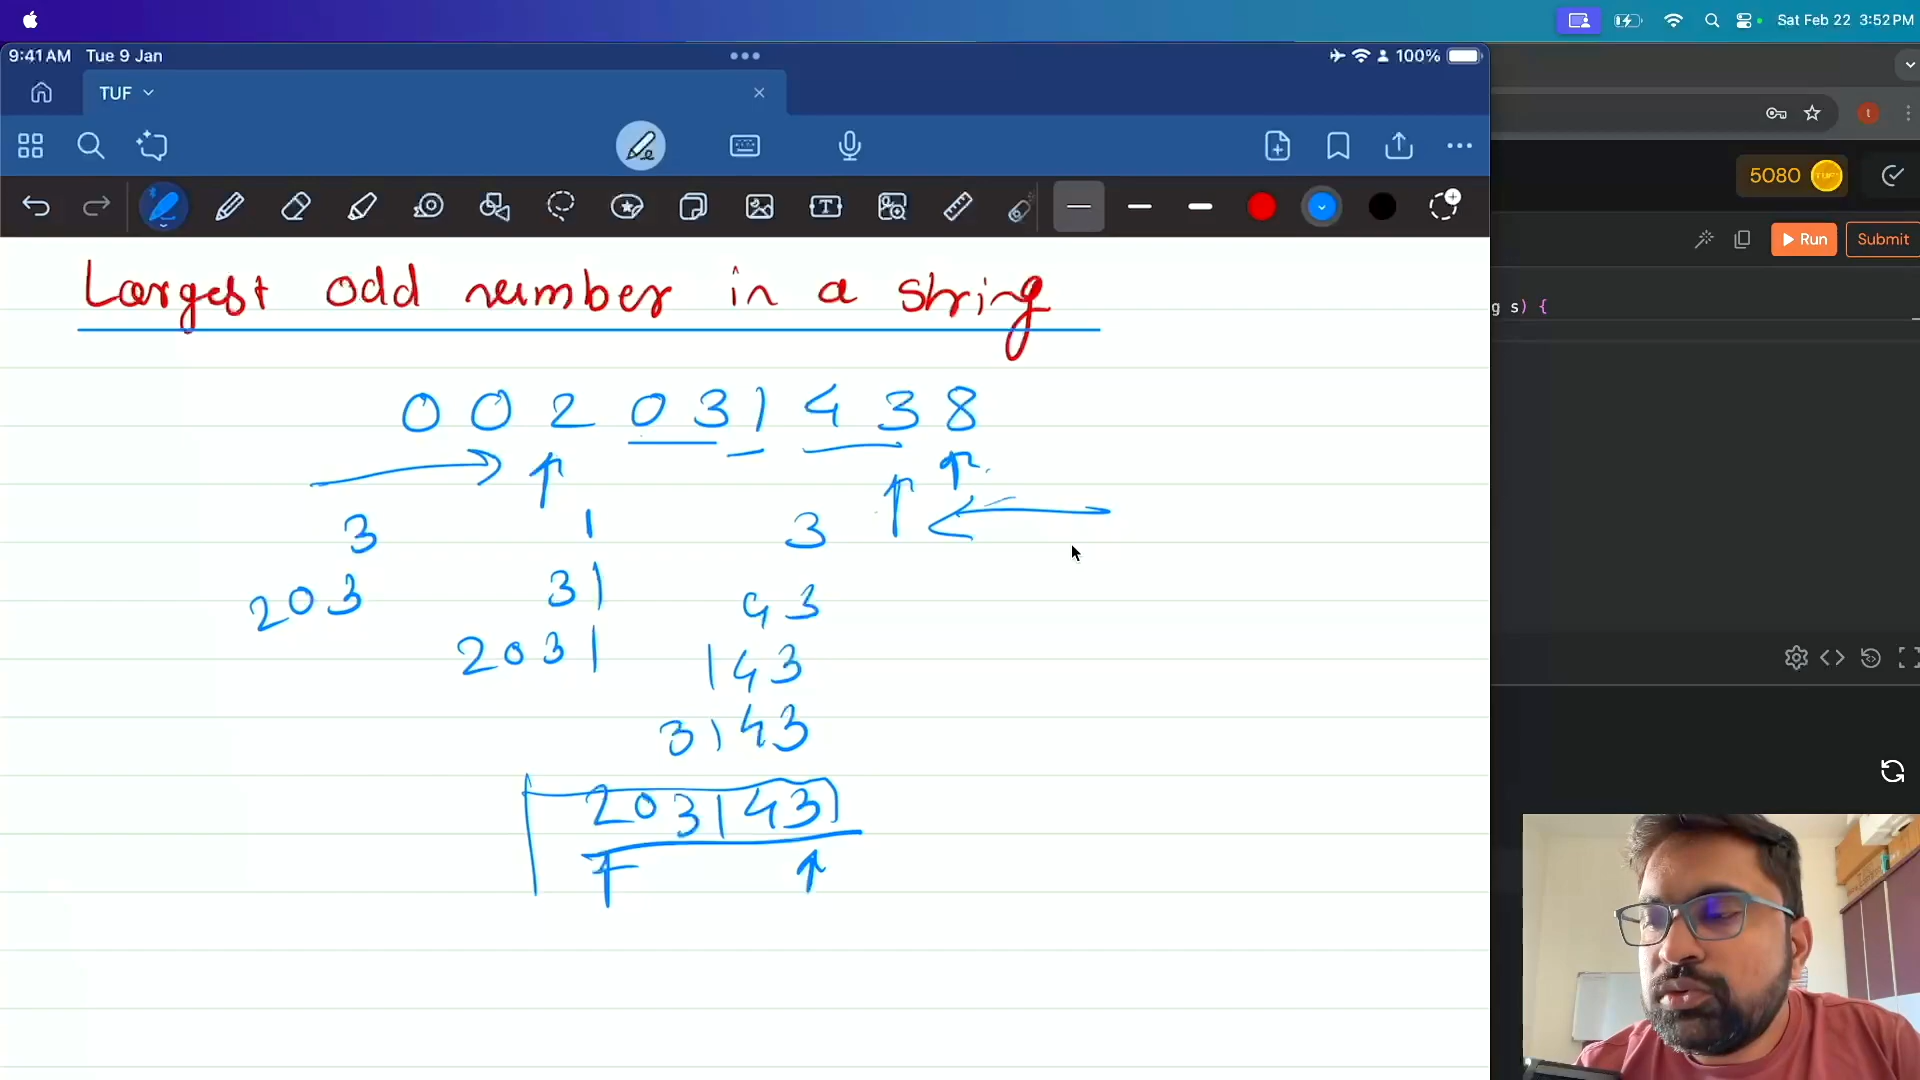 Sat Feb 22 3:52 PM
9:41 AM Tue 9 Jan
100%
TUF
5080
Run
Submit
g s) {
Largest odd number in a string
0 0 2 0 3 1 4 3 8
3 1 3
203 31 43
2031 143
3143
203143